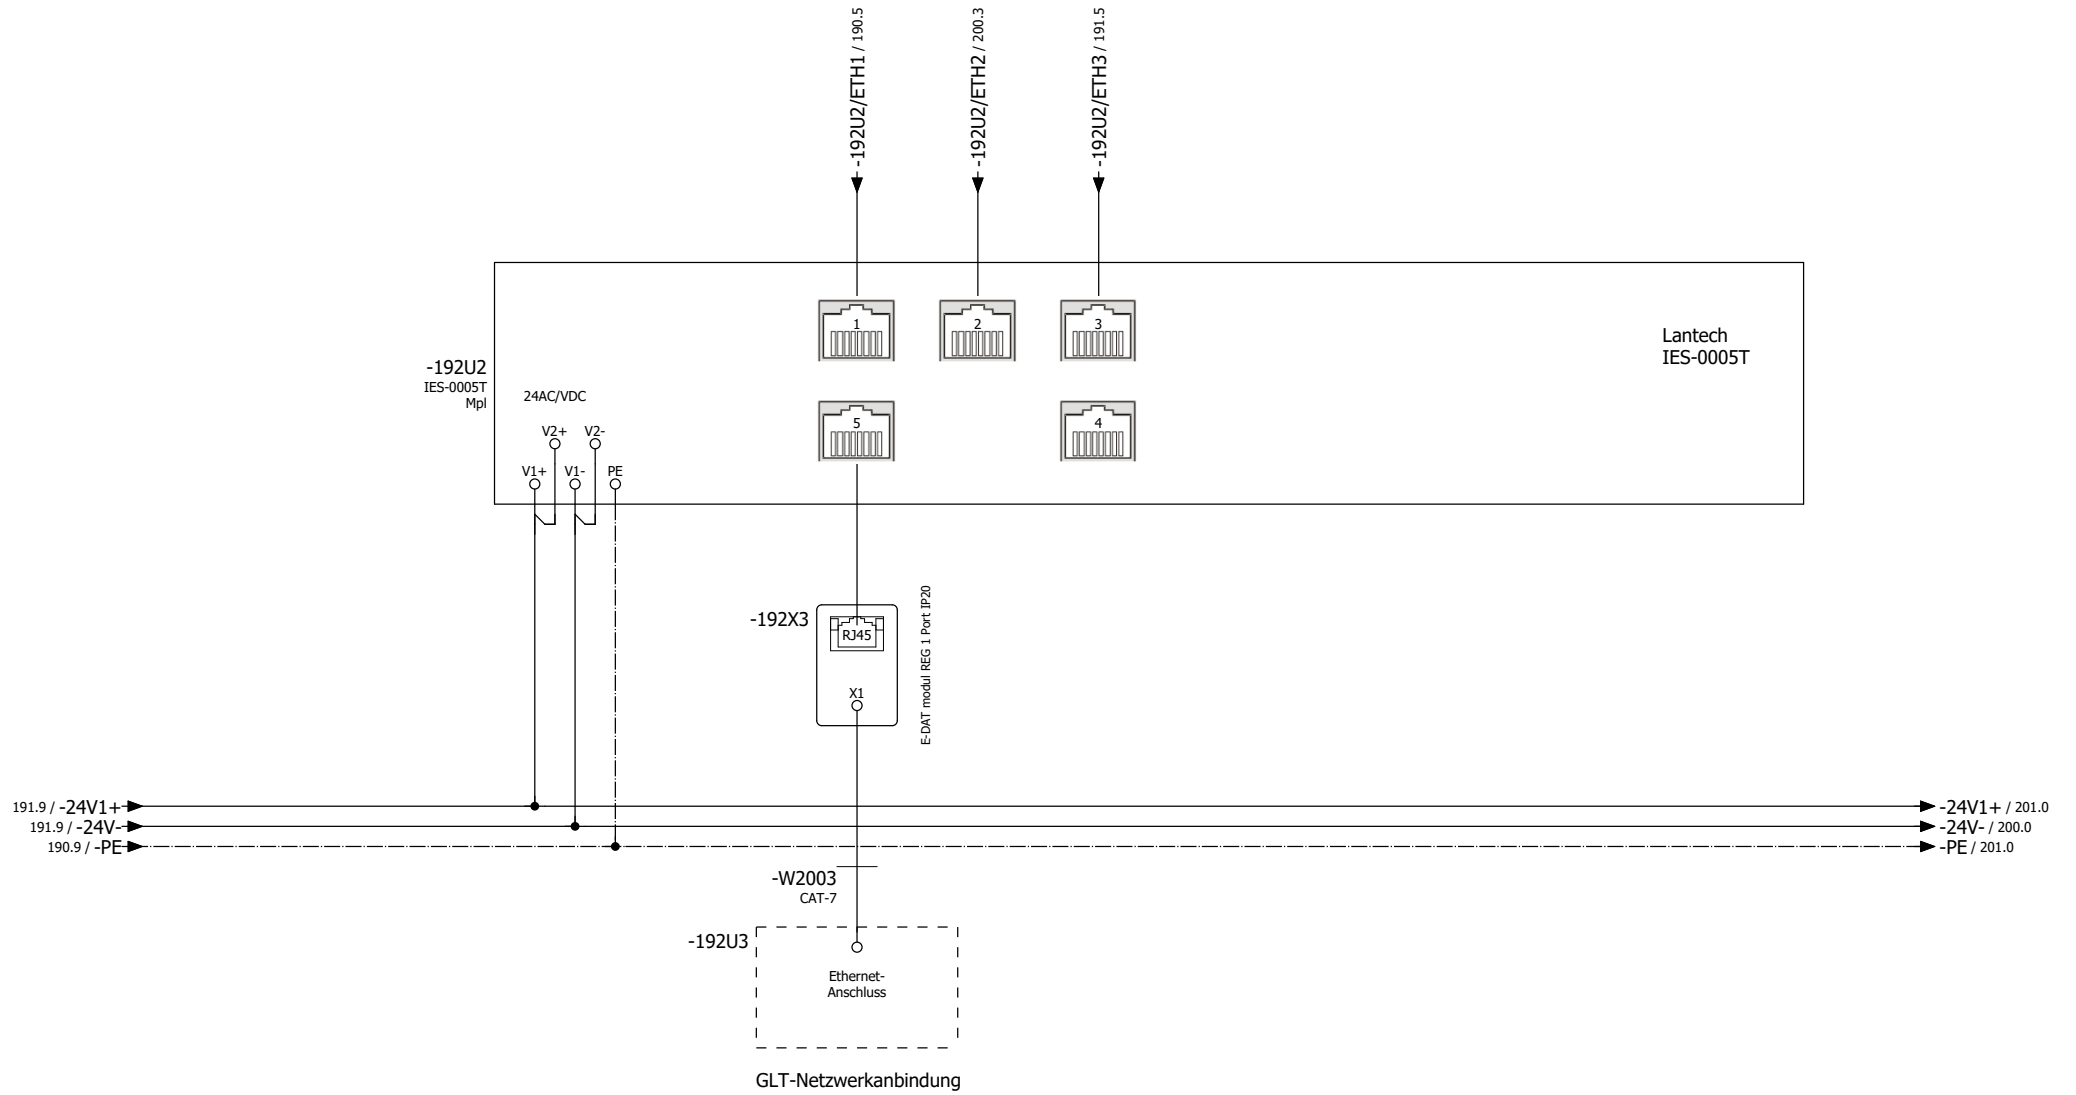 -192U2/ETH1 / 190.5
-192U2/ETH2 / 200.3
-192U2/ETH3 / 191.5
1
2
3
Lantech
IES-0005T
-192U2
IES-0005T
Mpl
24AC/VDC
5
4
V2+
V2-
V1+
V1-
PE
-192X3
RJ45
X1
E-DAT modul REG 1 Port IP20
191.9 / -24V1+
-24V1+ / 201.0
191.9 / -24V-
-24V- / 200.0
190.9 / -PE
-PE / 201.0
-W2003
CAT-7
-192U3
Ethernet-
Anschluss
GLT-Netzwerkanbindung